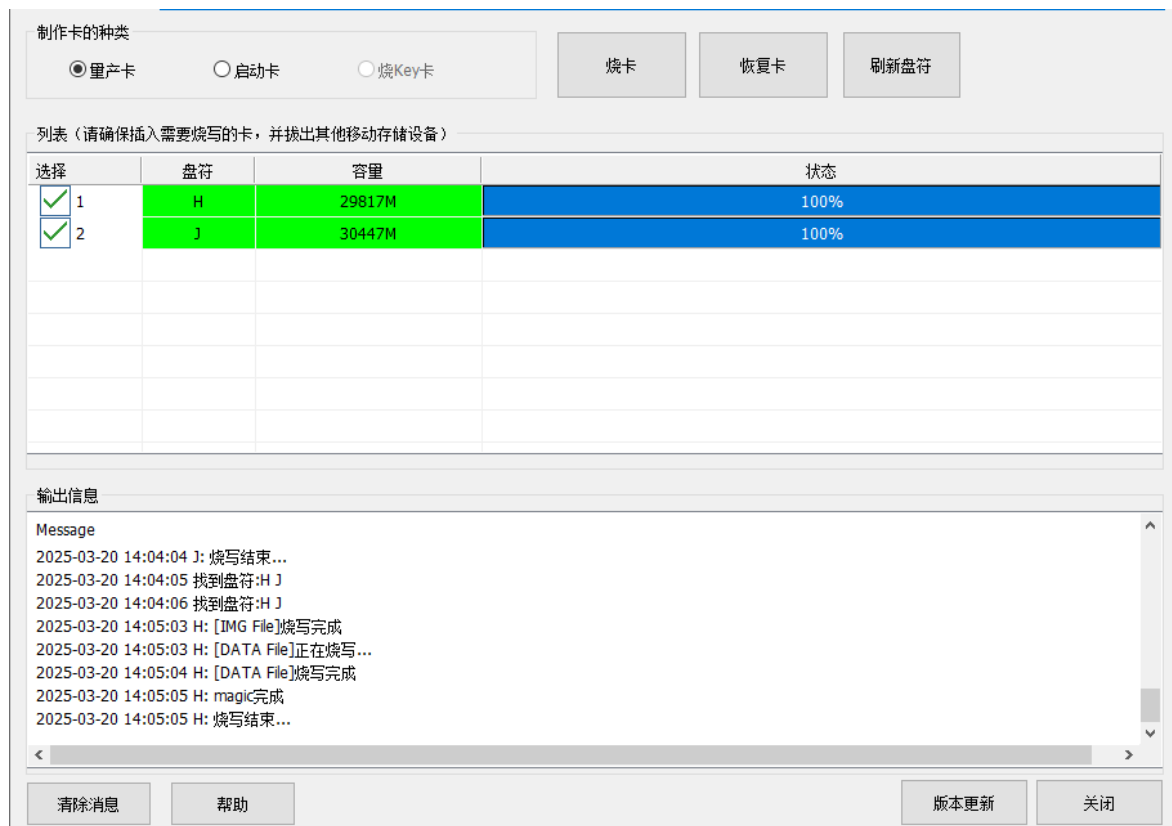 制作卡的种类
量产卡 启动卡 烧Key卡 烧卡 恢复卡 刷新盘符
列表（请确保插入需要烧写的卡，并拔出其他移动存储设备）
选择 盘符 容量 状态
1 H 29817M 100%
2 J 30447M 100%
输出信息
Message
2025-03-20 14:04:04 J: 烧写结束...
2025-03-20 14:04:05 找到盘符:H J
2025-03-20 14:04:06 找到盘符:H J
2025-03-20 14:05:03 H: [IMG File]烧写完成
2025-03-20 14:05:03 H: [DATA File]正在烧写...
2025-03-20 14:05:04 H: [DATA File]烧写完成
2025-03-20 14:05:05 H: magic完成
2025-03-20 14:05:05 H: 烧写结束...
清除消息 帮助 版本更新 关闭